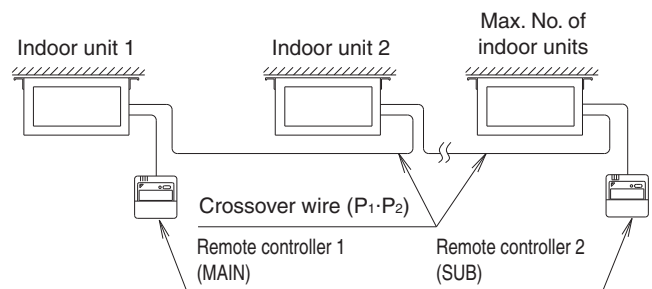 Indoor unit 1
Indoor unit 2
Max. No. of
indoor units
Crossover wire (P₁·P₂)
Remote controller 1
(MAIN)
Remote controller 2
(SUB)